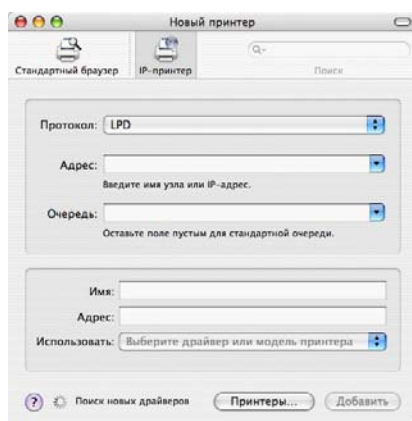 Новый принтер
Стандартный браузер IP-принтер Поиск
Протокол: LPD
Адрес:
Введите имя узла или IP-адрес.
Очередь:
Оставьте поле пустым для стандартной очереди.
Имя:
Адрес:
Использовать: Выберите драйвер или модель принтера
? Поиск новых драйверов Принтеры... Добавить